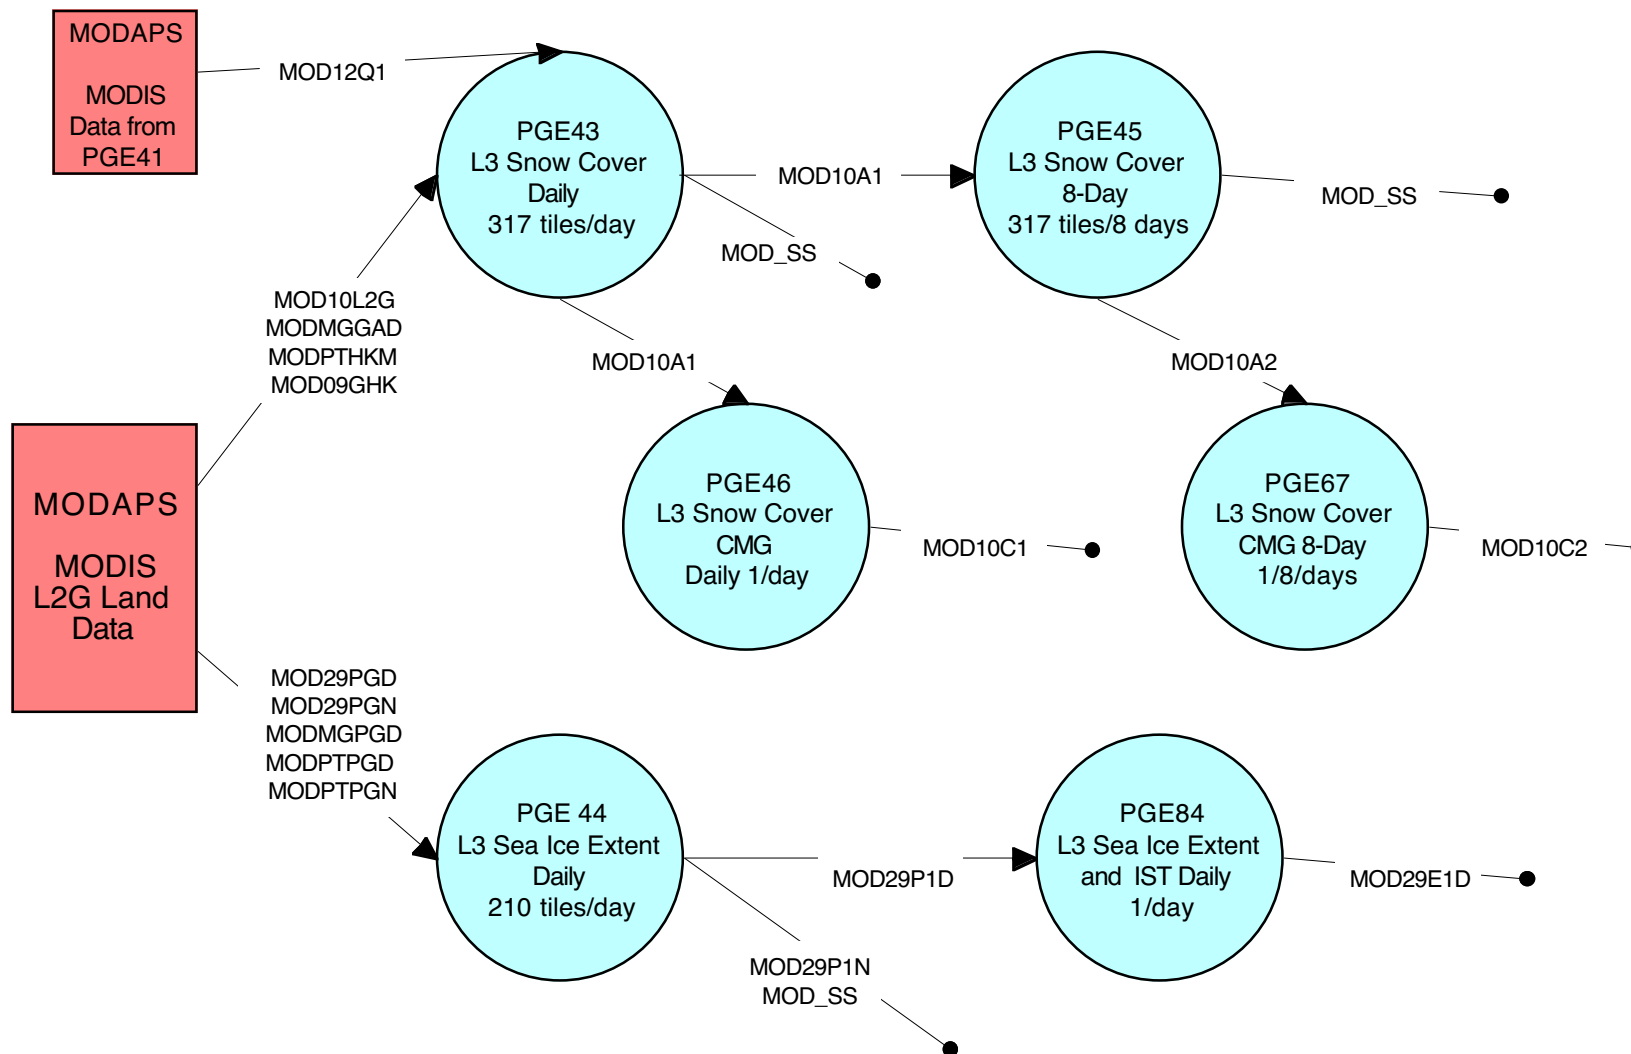 MODAPS
MODIS
Data from
PGE41
MOD12Q1
PGE43
L3 Snow Cover
Daily
317 tiles/day
MOD10A1
PGE45
L3 Snow Cover
8-Day
317 tiles/8 days
MOD_SS
MOD_SS
MOD10L2G
MODMGGAD
MODPTHKM
MOD09GHK
MOD10A1
MOD10A2
MODAPS
MODIS
L2G Land
Data
PGE46
L3 Snow Cover
CMG
Daily 1/day
MOD10C1
PGE67
L3 Snow Cover
CMG 8-Day
1/8/days
MOD10C2
MOD29PGD
MOD29PGN
MODMGPGD
MODPTPGD
MODPTPGN
PGE 44
L3 Sea Ice Extent
Daily
210 tiles/day
MOD29P1D
PGE84
L3 Sea Ice Extent
and IST Daily
1/day
MOD29E1D
MOD29P1N
MOD_SS